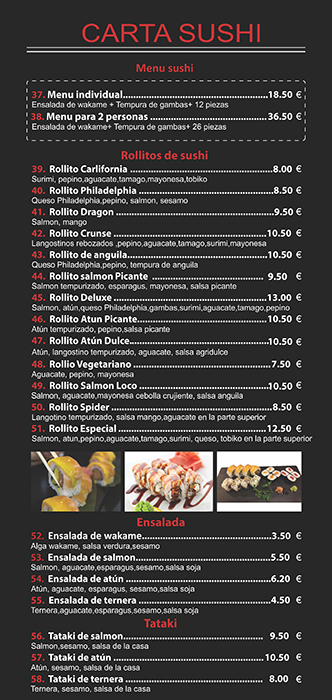 CARTA SUSHI
Menu sushi
37. Menu individual..........18.50 €
Ensalada de wakame + Tempura de gambas+ 12 piezas
38. Menu para 2 personas..........36.50 €
Ensalada de wakame+ Tempura de gambas+ 26 piezas
Rollitos de sushi
39. Rollito Carlifornia..........8.00 €
Surimi, pepino,aguacate,tamago,mayonesa,tobiko
40. Rollito Philadelphia..........8.50 €
Queso Philadelphia,pepino, salmon, sesamo
41. Rollito Dragon..........9.50 €
Salmon, mango
42. Rollito Crunse..........10.50 €
Langostinos rebozados ,pepino,aguacate,tamago,surimi,mayonesa
43. Rollito de anguila..........10.50 €
Queso Philadelphia,pepino, tempura de anguila
44. Rollito salmon Picante .......... 9.50 €
Salmon tempurizado, esparagus, mayonesa, salsa picante
45. Rollito Deluxe..........13.00 €
Salmon, atún,queso Philadelphia,gambas,surimi,aguacate,tamago,pepino
46. Rollito Atun Picante..........10.50 €
Atún tempurizado, pepino,salsa picante
47. Rollito Atún Dulce..........10.50 €
Atún, langostino tempurizado, aguacate, salsa agridulce
48. Rollio Vegetariano..........7.50 €
Aguacate, pepino, mayonesa
49. Rollito Salmon Loco..........10.50 €
Salmon, aguacate,mayonesa cebolla crujiente, salsa anguila
50. Rollito Spider..........8.50 €
Langotino tempurizado, salsa mango,aguacate en la parte superior
51. Rollito Especial..........12.50 €
Salmon, atun,pepino,aguacate,tamago,surimi, queso, tobiko en la parte superior
Ensalada
52. Ensalada de wakame..........3.50 €
Alga wakame, salsa verdura,sesamo
53. Ensalada de salmon..........5.50 €
Salmon, aguacate,esparagus,sesamo,salsa soja
54. Ensalada de atún..........6.20 €
Atún, aguacate, esparagus, sesamo,salsa soja
55. Ensalada de ternera..........4.50 €
Ternera,aguacate,esparagus,sesamo,salsa soja
Tataki
56. Tataki de salmon.......... 9.50 €
Salmon,sesamo, salsa de la casa
57. Tataki de atún..........10.50 €
Atún, sesamo, salsa de la casa
58. Tataki de ternera.......... 8.00 €
Ternera, sesamo, salsa de la casa